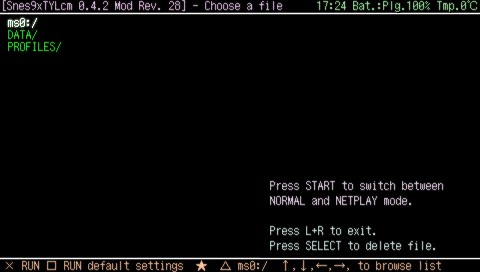 [Snes9xTYLcm 0.4.2 Mod Rev. 28] - Choose a file 17:24 Bat.:Plg.100% Tmp.0℃
ms0:/
DATA/
PROFILES/
Press START to switch between
NORMAL and NETPLAY mode.
Press L+R to exit.
Press SELECT to delete file.
× RUN □ RUN default settings ★ △ ms0:/ ↑,↓,←,→, to browse list